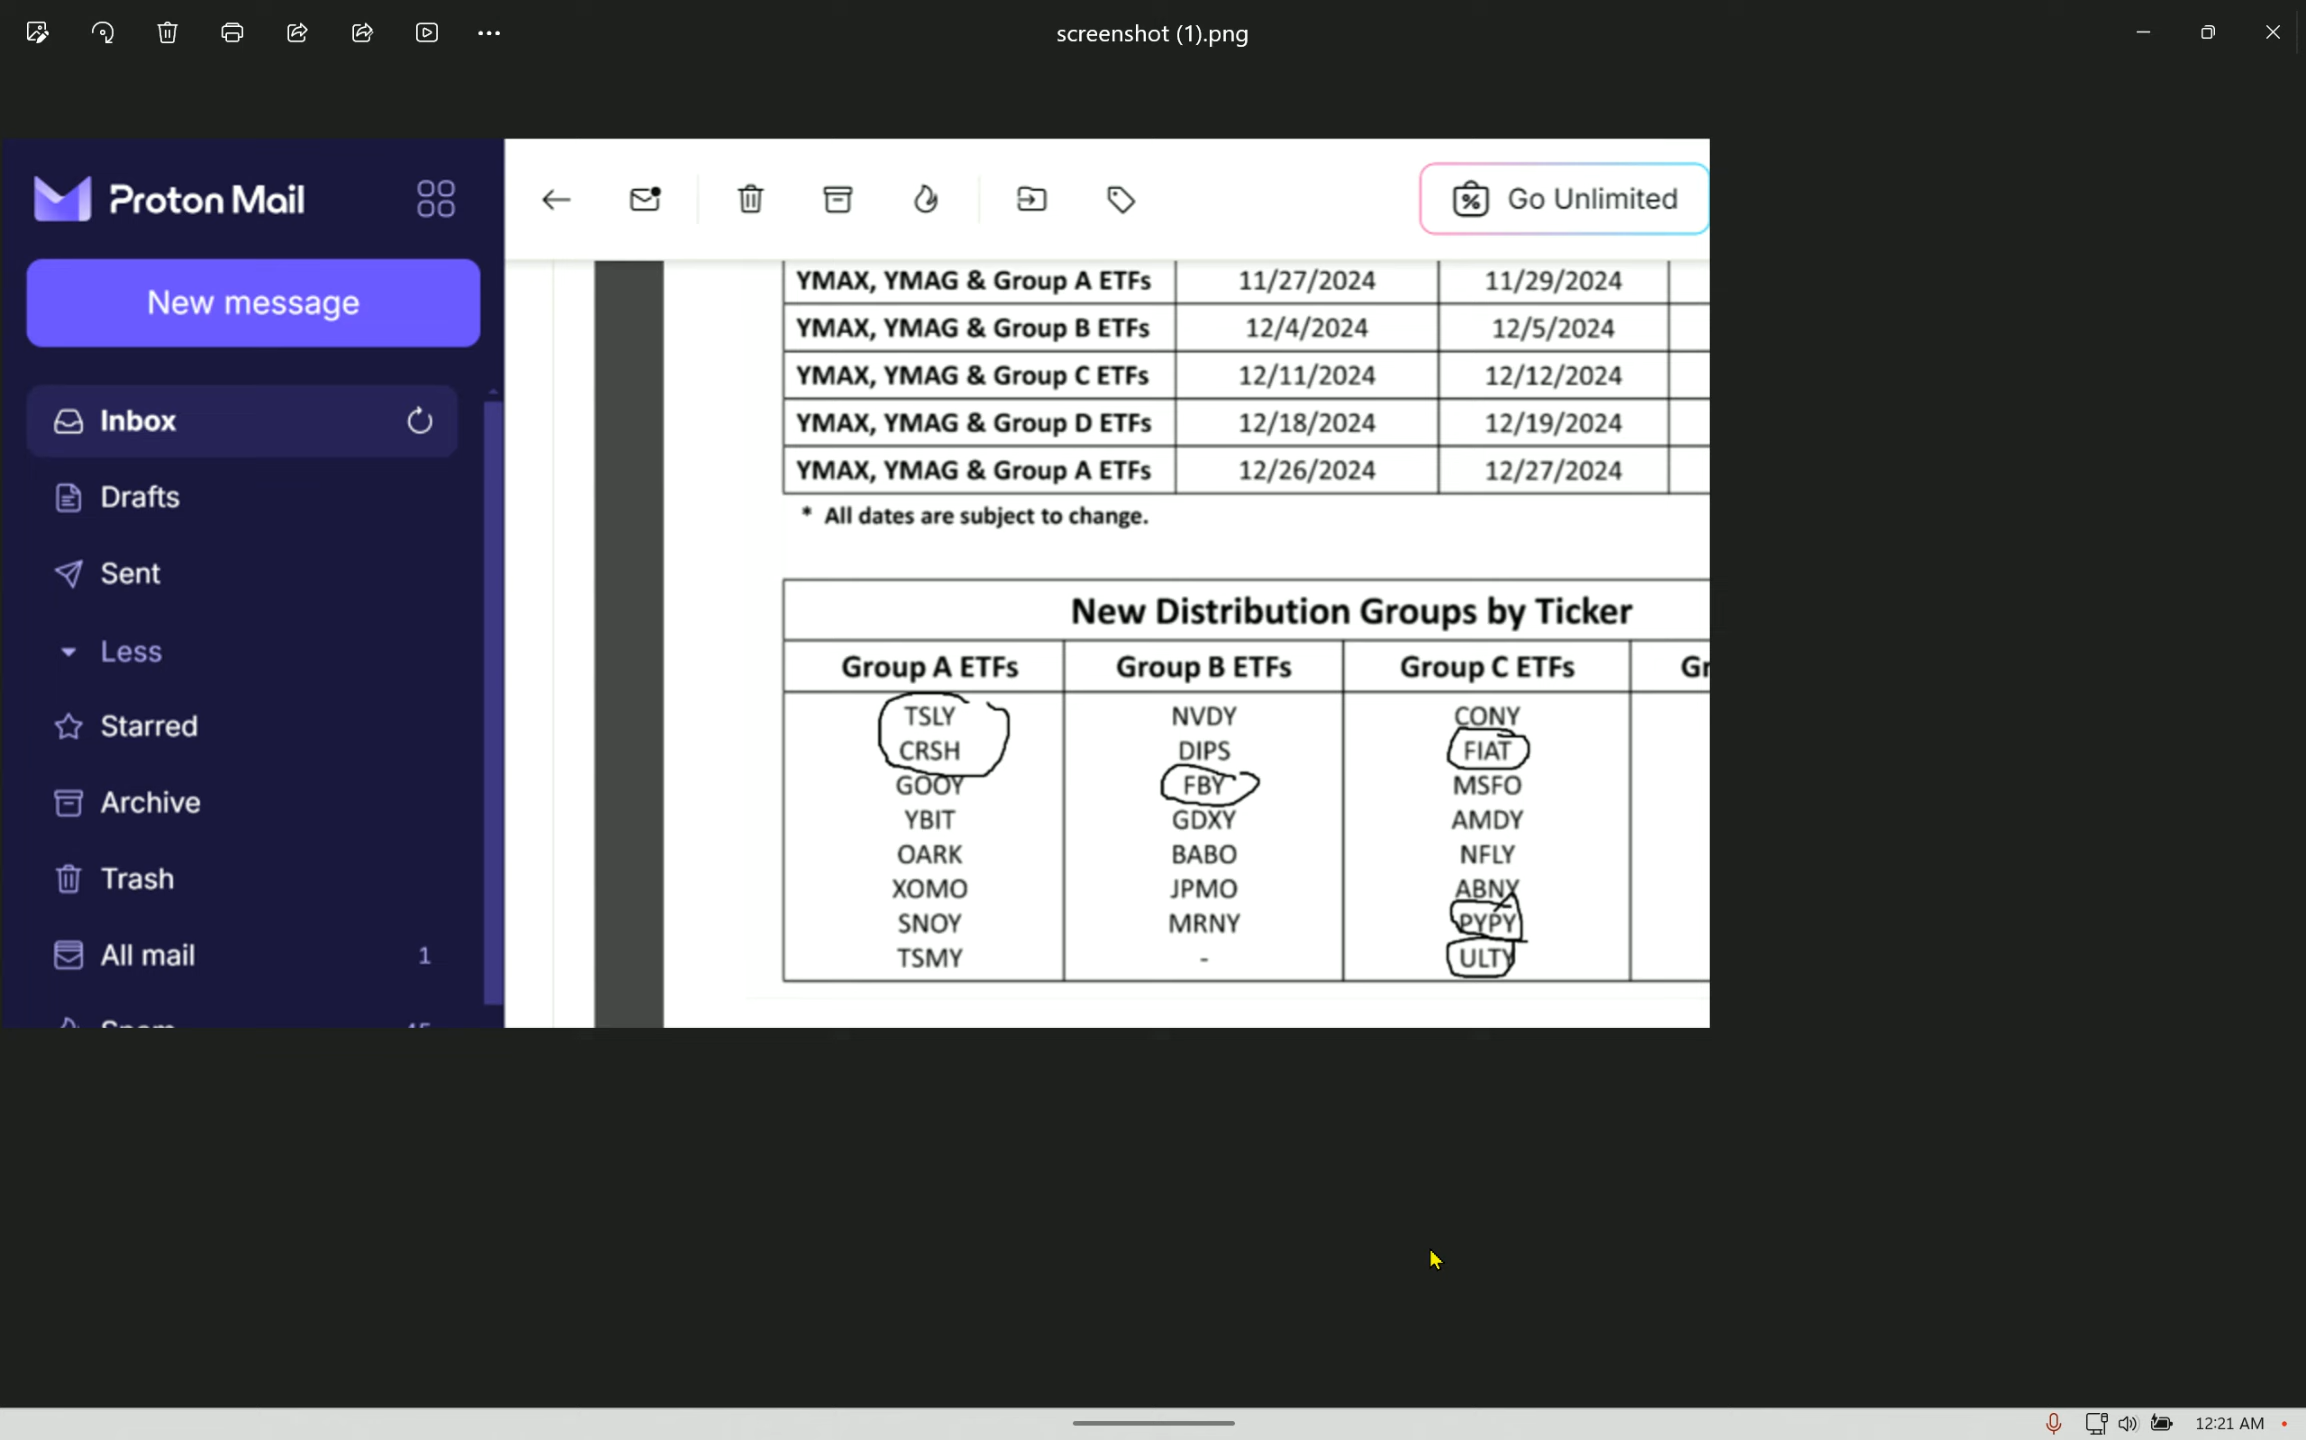 screenshot (1).png
Proton Mail
Go Unlimited
New message
Inbox
Drafts
Sent
Less
Starred
Archive
Trash
All mail 1
YMAX, YMAG & Group A ETFs 11/27/2024 11/29/2024
YMAX, YMAG & Group B ETFs 12/4/2024 12/5/2024
YMAX, YMAG & Group C ETFs 12/11/2024 12/12/2024
YMAX, YMAG & Group D ETFs 12/18/2024 12/19/2024
YMAX, YMAG & Group A ETFs 12/26/2024 12/27/2024
* All dates are subject to change.
New Distribution Groups by Ticker
Group A ETFs Group B ETFs Group C ETFs Gr
TSLY NVDY CONY
CRSH DIPS FIAT
GOOY FBY MSFO
YBIT GDXY AMDY
OARK BABO NFLY
XOMO JPMO ABNY
SNOY MRNY PYPY
TSMY - ULTY
12:21 AM